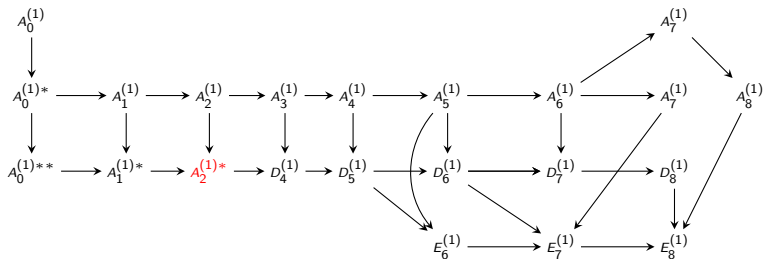 A_0^{(1)} A_7^{(1)}
A_0^{(1)*} A_1^{(1)} A_2^{(1)} A_3^{(1)} A_4^{(1)} A_5^{(1)} A_6^{(1)} A_7^{(1)} A_8^{(1)}
A_0^{(1)**} A_1^{(1)*} A_2^{(1)*} D_4^{(1)} D_5^{(1)} D_6^{(1)} D_7^{(1)} D_8^{(1)}
E_6^{(1)} E_7^{(1)} E_8^{(1)}